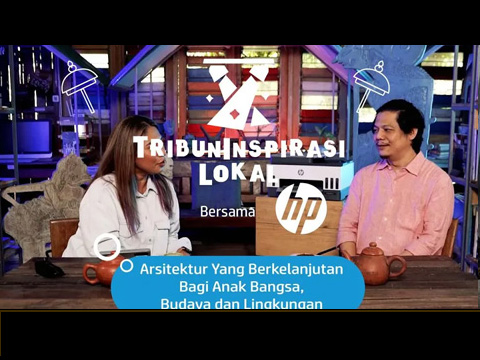 TRIBUNINSPIRASI
LOKAL
Bersama
hp
Arsitektur Yang Berkelanjutan
Bagi Anak Bangsa,
Budaya dan Lingkungan